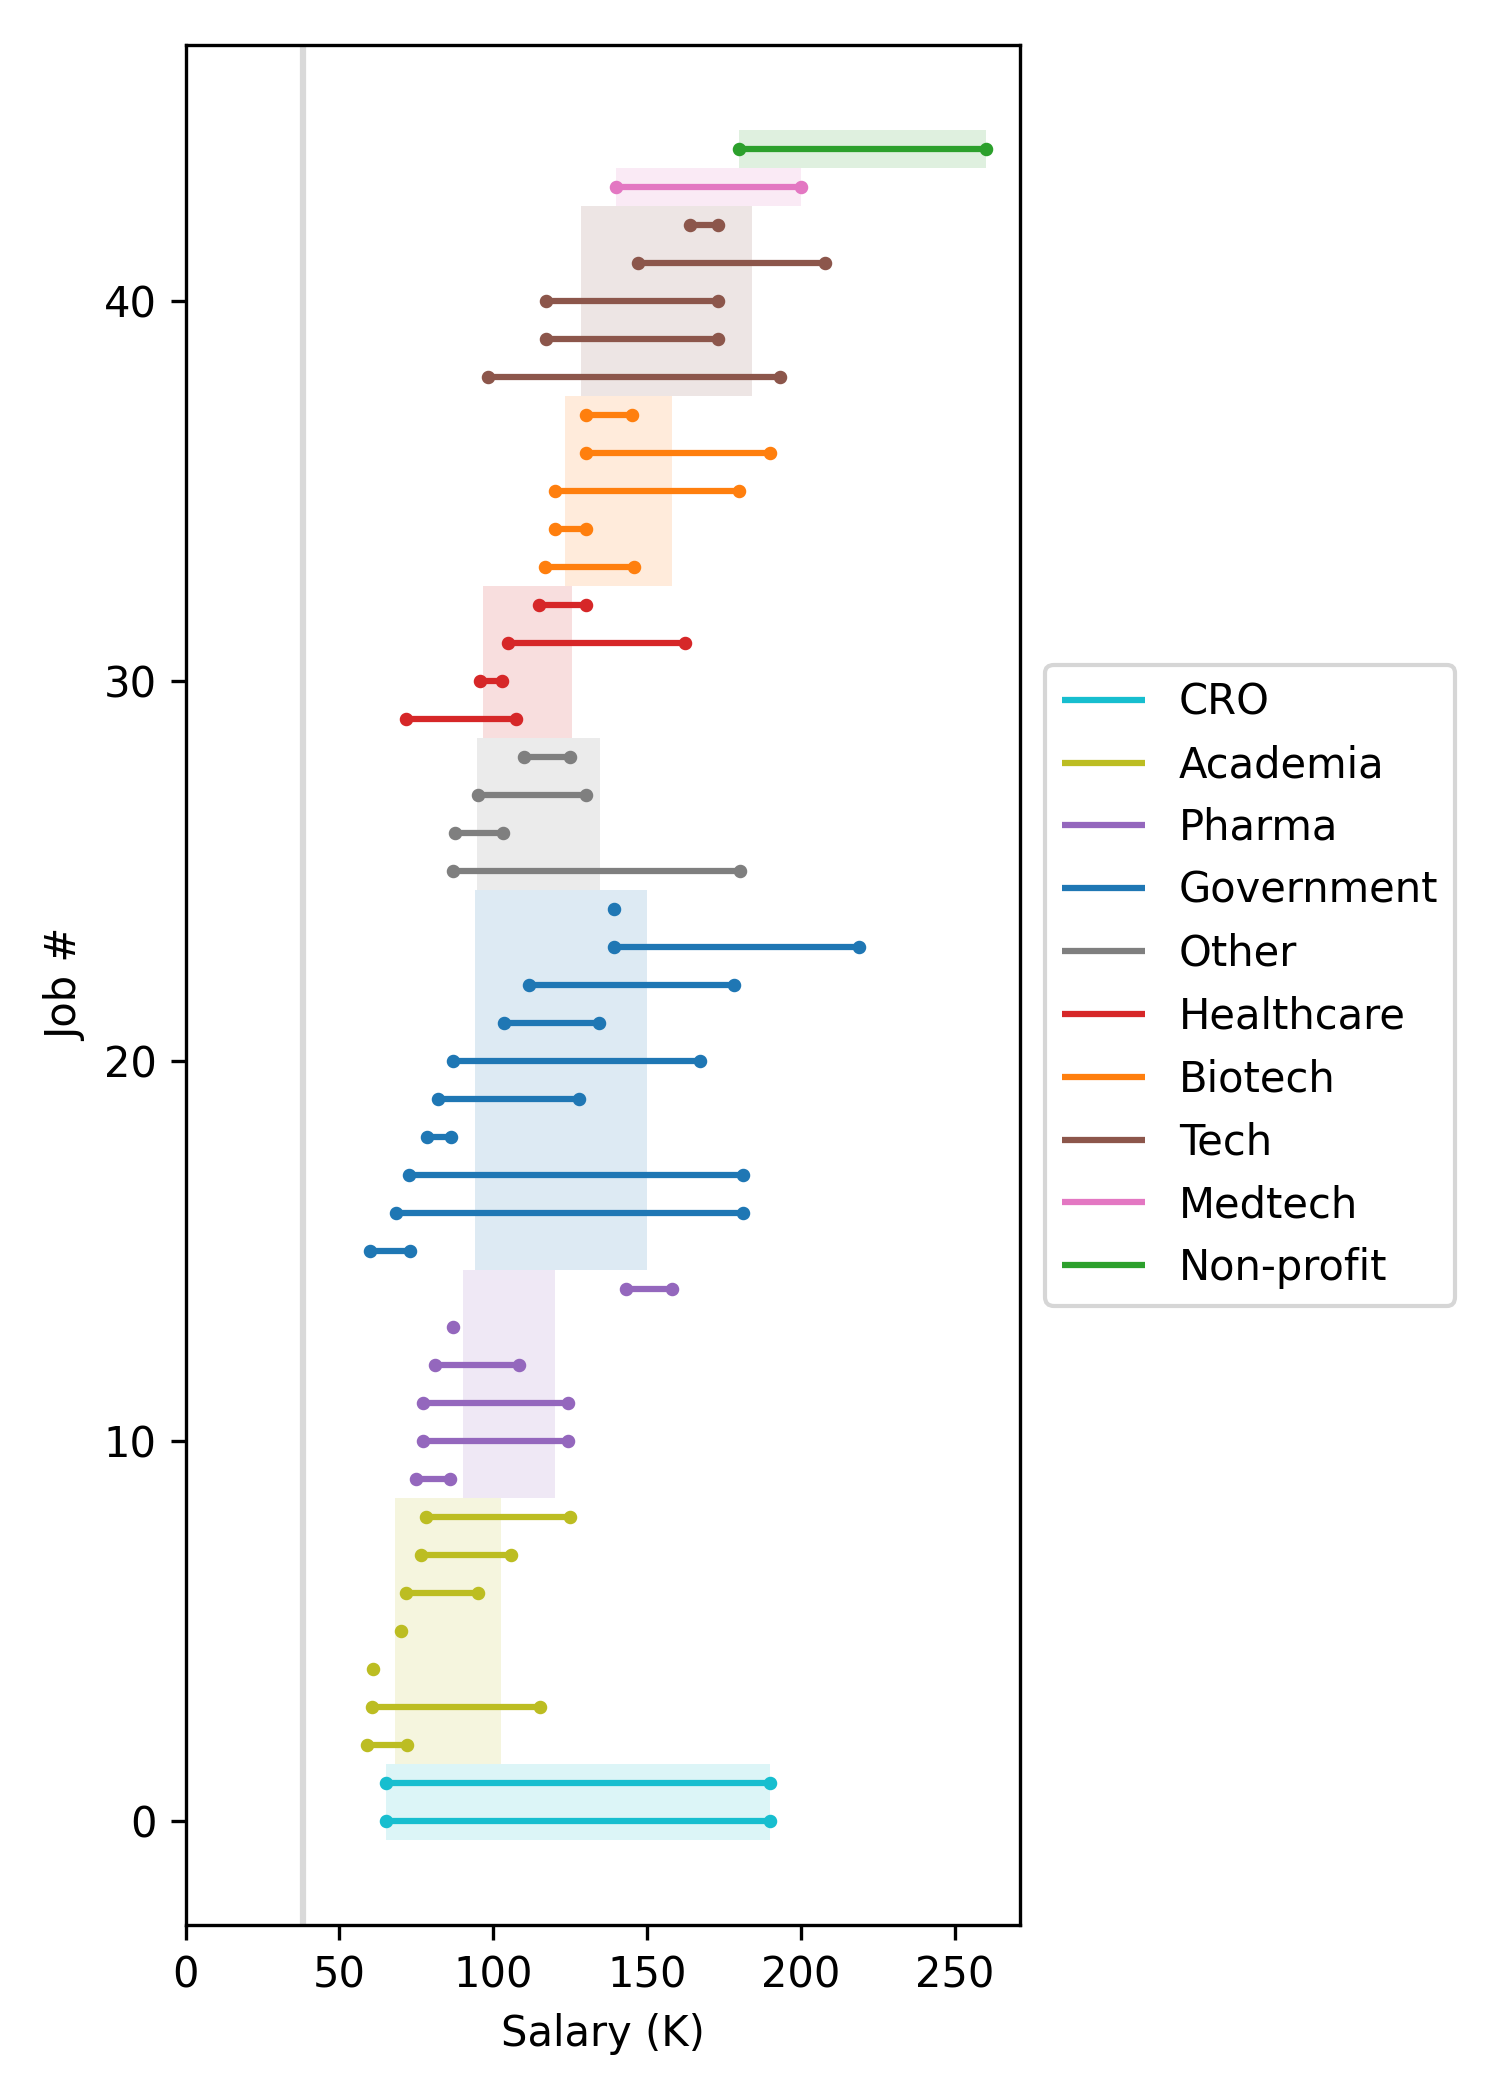 40
30
20
10
0
Job #
0 50 100 150 200 250
Salary (K)
CRO
Academia
Pharma
Government
Other
Healthcare
Biotech
Tech
Medtech
Non-profit